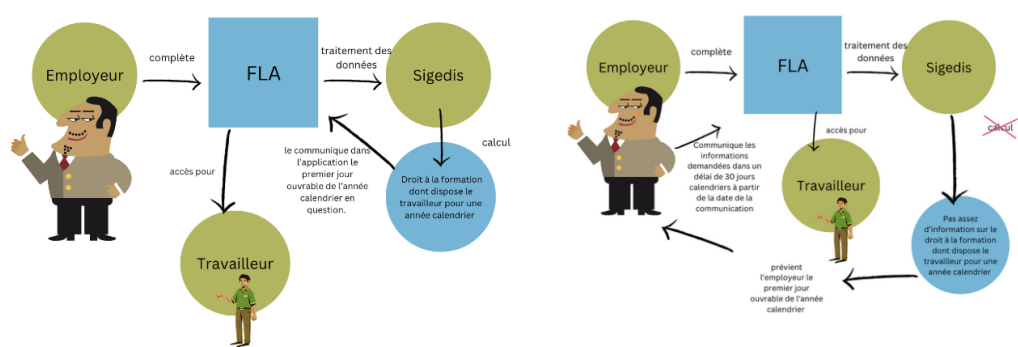 Employeur
complète
FLA
traitement des
données
Sigedis
calcul
le communique dans
l'application le
premier jour
ouvrable de l'année
calendrier en
question.
Droit à la formation
dont dispose le
travailleur pour une
année calendrier
accès pour
Travailleur
Employeur
complète
FLA
traitement des
données
Sigedis
calcul
accès pour
Communique les
informations
demandées dans un
délai de 30 jours
calendriers à partir
de la date de la
communication
Travailleur
Pas assez
d'information sur le
droit à la formation
dont dispose le
travailleur pour une
année calendrier
prévient
l'employeur le
premier jour
ouvrable de l'année
calendrier